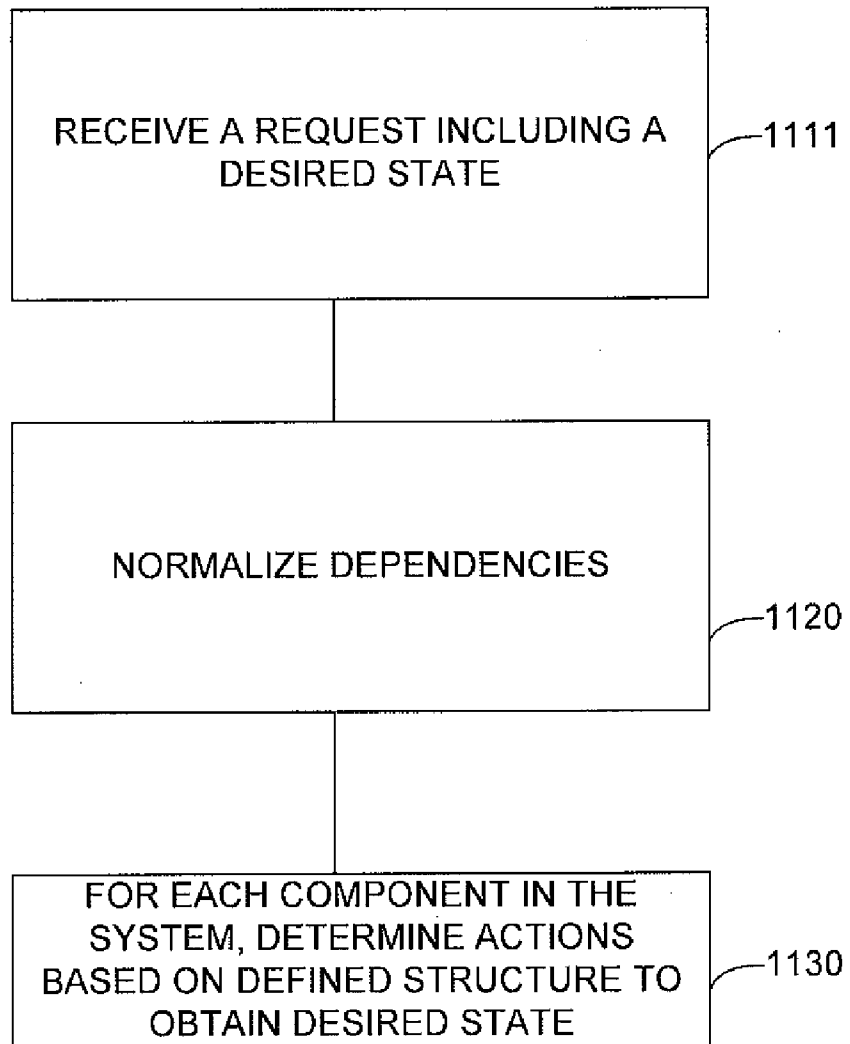 RECEIVE A REQUEST INCLUDING A
DESIRED STATE
1111
NORMALIZE DEPENDENCIES
1120
FOR EACH COMPONENT IN THE
SYSTEM, DETERMINE ACTIONS
BASED ON DEFINED STRUCTURE TO
OBTAIN DESIRED STATE
1130